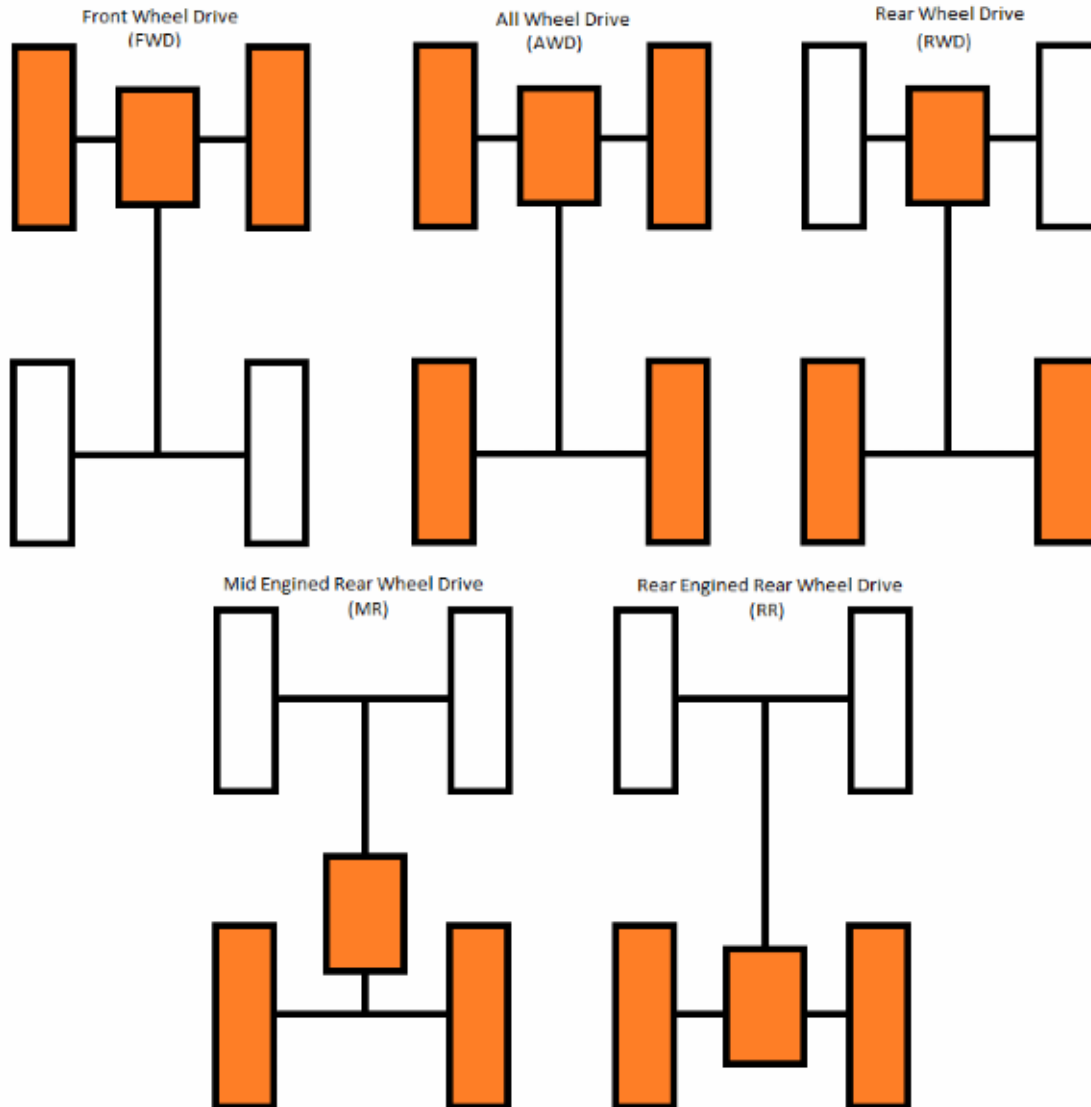 Front Wheel Drive
(FWD)
All Wheel Drive
(AWD)
Rear Wheel Drive
(RWD)
Mid Engined Rear Wheel Drive
(MR)
Rear Engined Rear Wheel Drive
(RR)